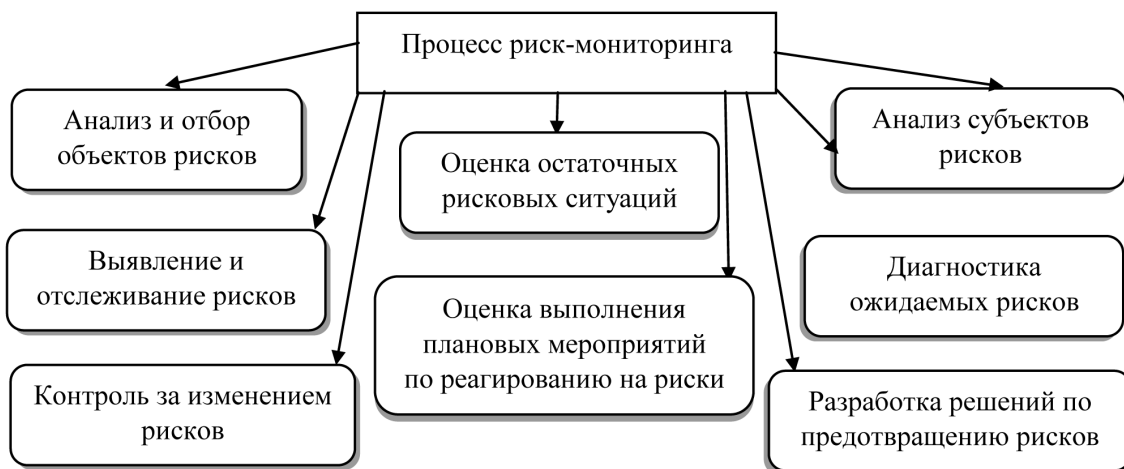 Процесс риск-мониторинга
Анализ и отбор
объектов рисков
Оценка остаточных
рисковых ситуаций
Анализ субъектов
рисков
Выявление и
отслеживание рисков
Оценка выполнения
плановых мероприятий
по реагированию на риски
Диагностика
ожидаемых рисков
Контроль за изменением
рисков
Разработка решений по
предотвращению рисков